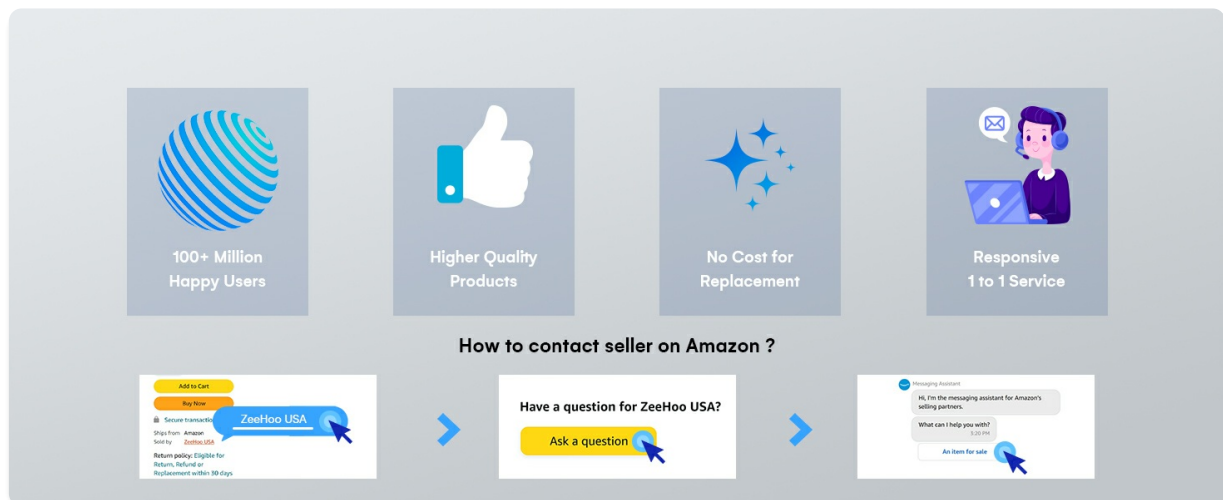 100+ Million
Happy Users
Higher Quality
Products
No Cost for
Replacement
Responsive
1 to 1 Service
How to contact seller on Amazon ?
Add to Cart
Buy Now
Secure transactio
ZeeHoo USA
Ships from Amazon
Sold by ZeeHoo USA
Return policy: Eligible for
Return, Refund or
Replacement within 30 days
Have a question for ZeeHoo USA?
Ask a question
Messaging Assistant
Hi, I'm the messaging assistant for Amazon's
selling partners.
What can I help you with?
3:20 PM
An item for sale